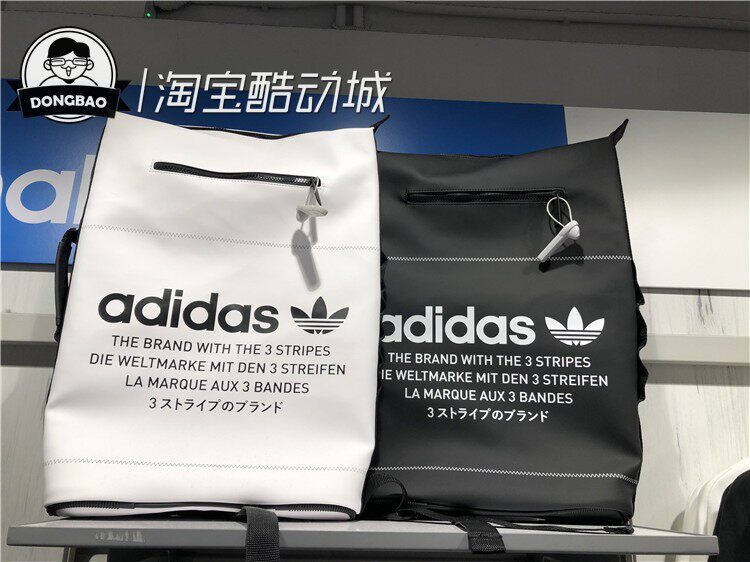 DONGBAO
淘宝酷动城
nal
adidas
THE BRAND WITH THE 3 STRIPES
DIE WELTMARKE MIT DEN 3 STREIFEN
LA MARQUE AUX 3 BANDES
3 ストライプのブランド
adidas
THE BRAND WITH THE 3 STRIPES
DIE WELTMARKE MIT DEN 3 STREIFEN
LA MARQUE AUX 3 BANDES
3 ストライプのブランド